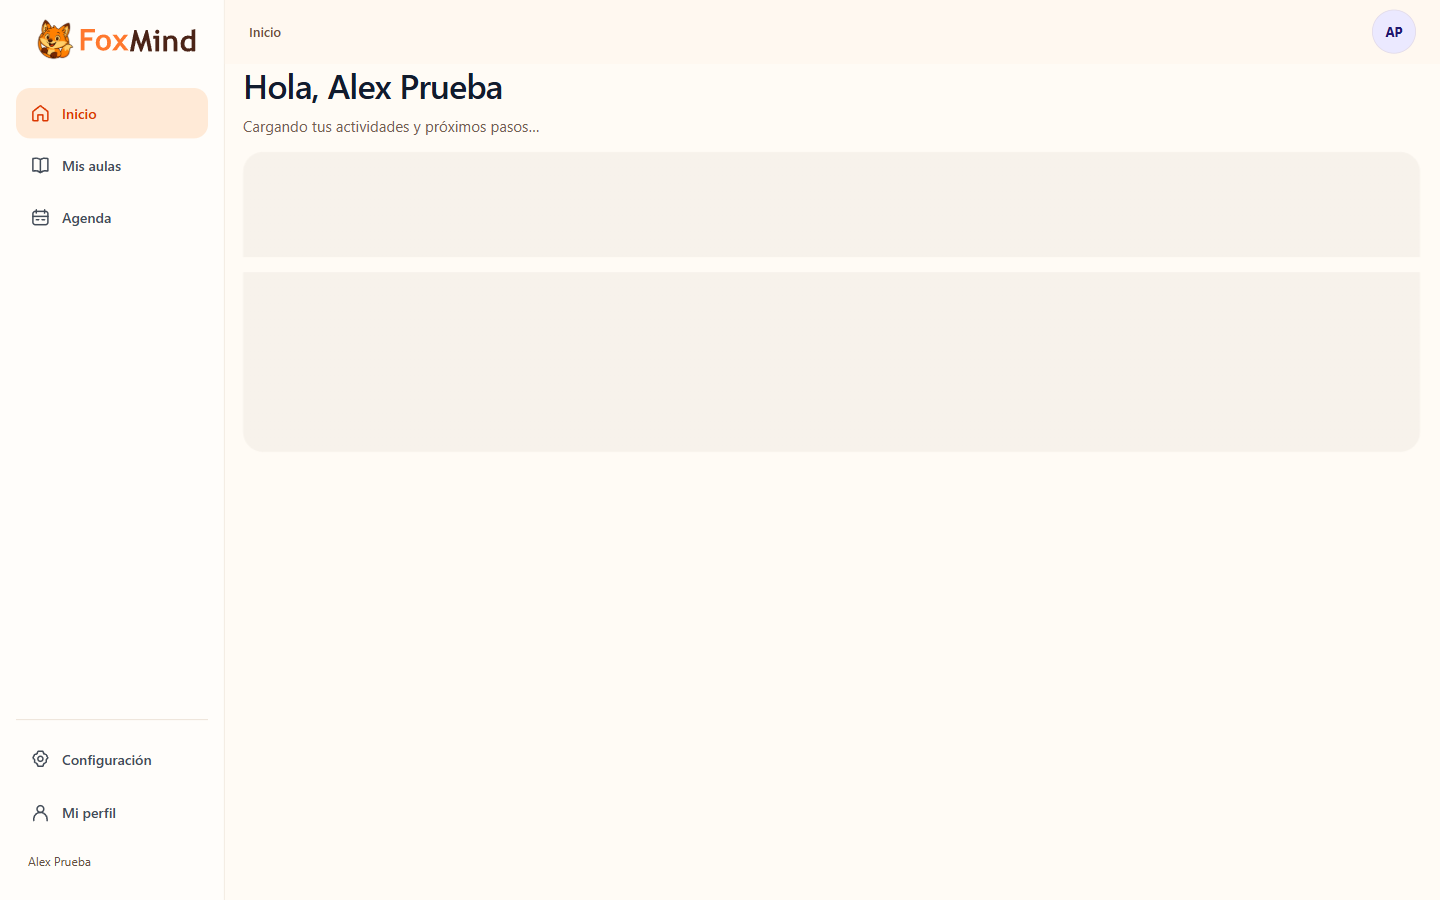 FoxMind
Inicio
Mis aulas
Agenda
Configuración
Mi perfil
Alex Prueba
Inicio
AP
Hola, Alex Prueba
Cargando tus actividades y próximos pasos...